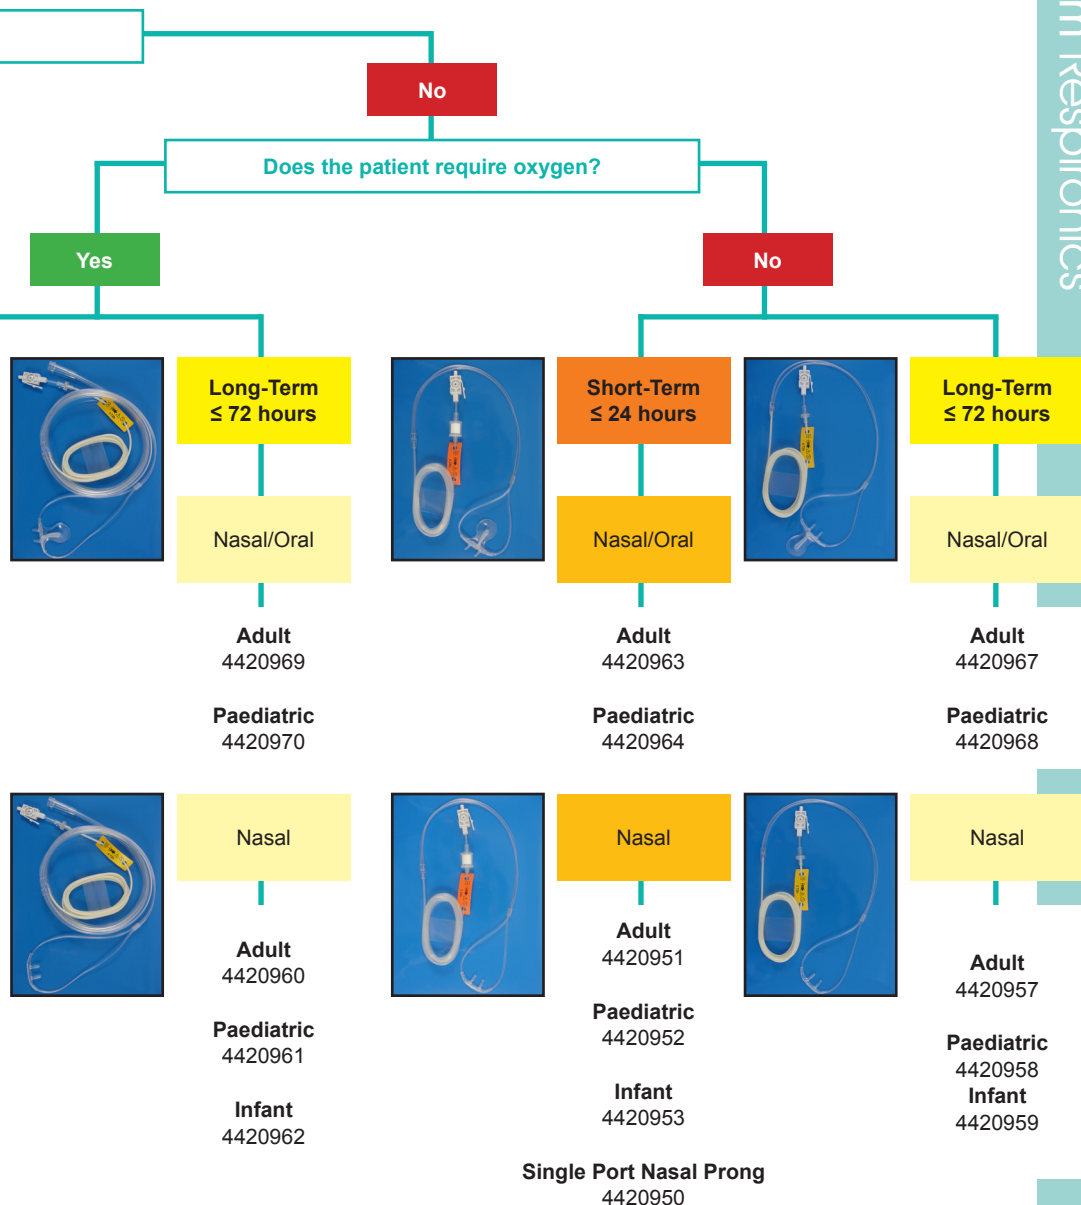 No
Does the patient require oxygen?
Yes
No
Long-Term
≤ 72 hours
Short-Term
≤ 24 hours
Long-Term
≤ 72 hours
Nasal/Oral
Nasal/Oral
Nasal/Oral
Adult
4420969
Paediatric
4420970
Adult
4420963
Paediatric
4420964
Adult
4420967
Paediatric
4420968
Nasal
Nasal
Nasal
Adult
4420960
Paediatric
4420961
Infant
4420962
Adult
4420951
Paediatric
4420952
Infant
4420953
Single Port Nasal Prong
4420950
Adult
4420957
Paediatric
4420958
Infant
4420959
Respironics